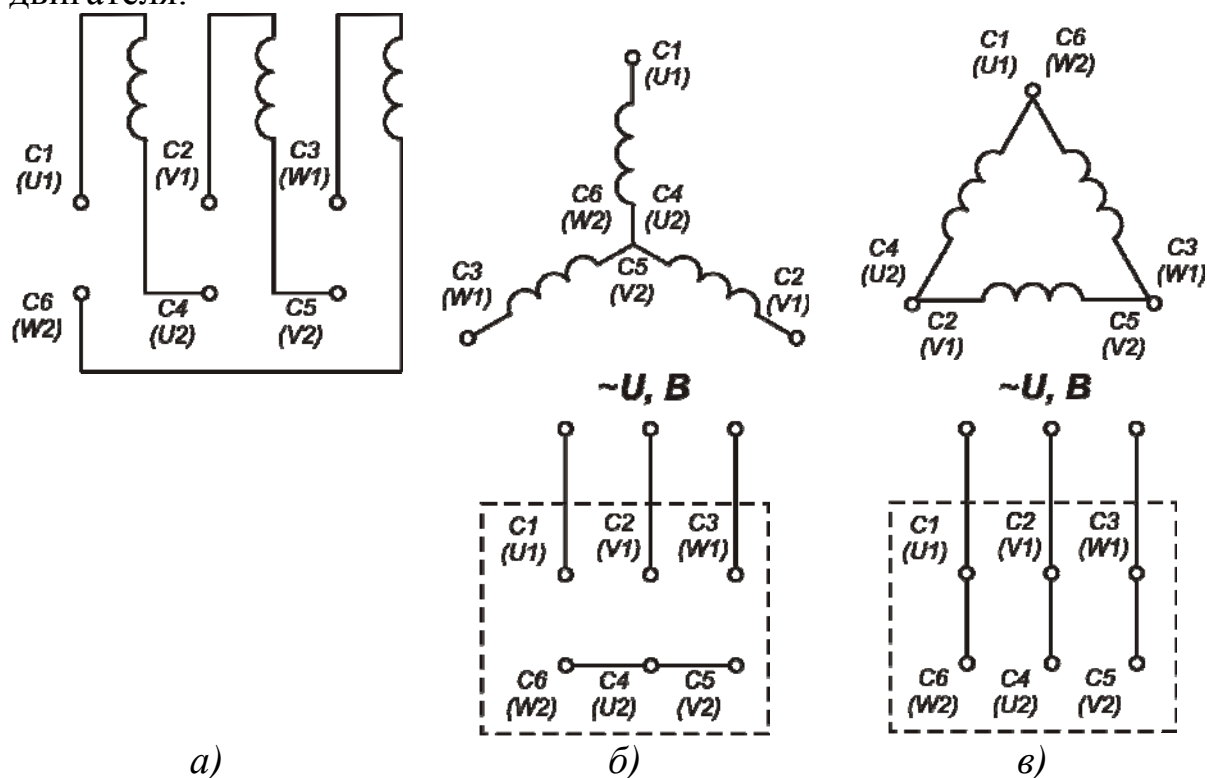 двигателя.
C1
(U1)
C2
(V1)
C3
(W1)
C6
(W2)
C4
(U2)
C5
(V2)
C1
(U1)
C6
(W2)
C4
(U2)
C3
(W1)
C5
(V2)
C2
(V1)
C1
(U1)
C6
(W2)
C4
(U2)
C3
(W1)
C2
(V1)
C5
(V2)
~U, В
C1
(U1)
C2
(V1)
C3
(W1)
C6
(W2)
C4
(U2)
C5
(V2)
~U, В
C1
(U1)
C2
(V1)
C3
(W1)
C6
(W2)
C4
(U2)
C5
(V2)
а) б) в)